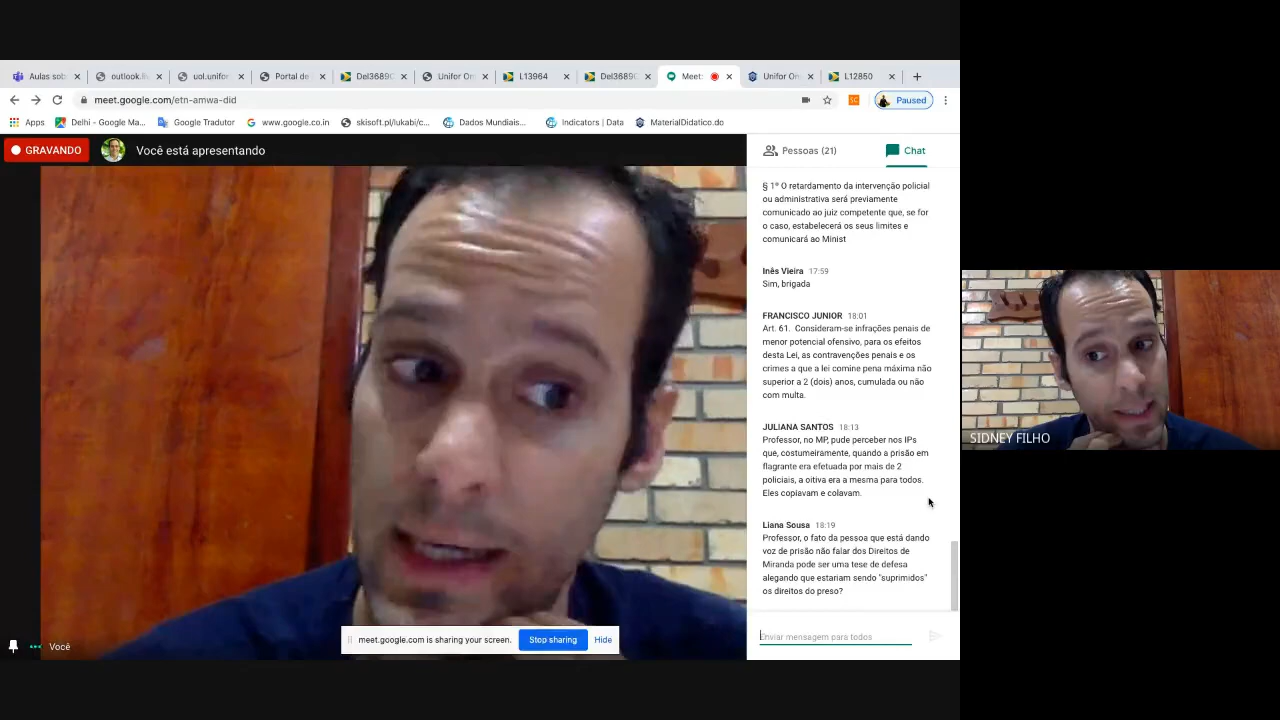 Aulas sob
outlook.li
uol.unifor
Portal de
Del3689C
Unifor On
L13964
Del3689C
Meet:
Unifor On
L12850
meet.google.com/etn-amwa-did
SC
Paused
Apps
Delhi - Google Ma...
Google Tradutor
www.google.co.in
skisoft.pl/lukabi/c...
Dados Mundiais...
Indicators | Data
MaterialDidatico.do
GRAVANDO
Você está apresentando
Pessoas (21)
Chat
§ 1º O retardamento da intervenção policial
ou administrativa será previamente
comunicado ao juiz competente que, se for
o caso, estabelecerá os seus limites e
comunicará ao Minist
Inês Vieira 17:59
Sim, brigada
FRANCISCO JUNIOR 18:01
Art. 61. Consideram-se infrações penais de
menor potencial ofensivo, para os efeitos
desta Lei, as contravenções penais e os
crimes a que a lei comine pena máxima não
superior a 2 (dois) anos, cumulada ou não
com multa.
JULIANA SANTOS 18:13
Professor, no MP, pude perceber nos IPs
que, costumeiramente, quando a prisão em
flagrante era efetuada por mais de 2
policiais, a oitiva era a mesma para todos.
Eles copiavam e colavam.
Liana Sousa 18:19
Professor, o fato da pessoa que está dando
voz de prisão não falar dos Direitos de
Miranda pode ser uma tese de defesa
alegando que estariam sendo "suprimidos"
os direitos do preso?
Enviar mensagem para todos
meet.google.com is sharing your screen.
Stop sharing
Hide
Você
SIDNEY FILHO